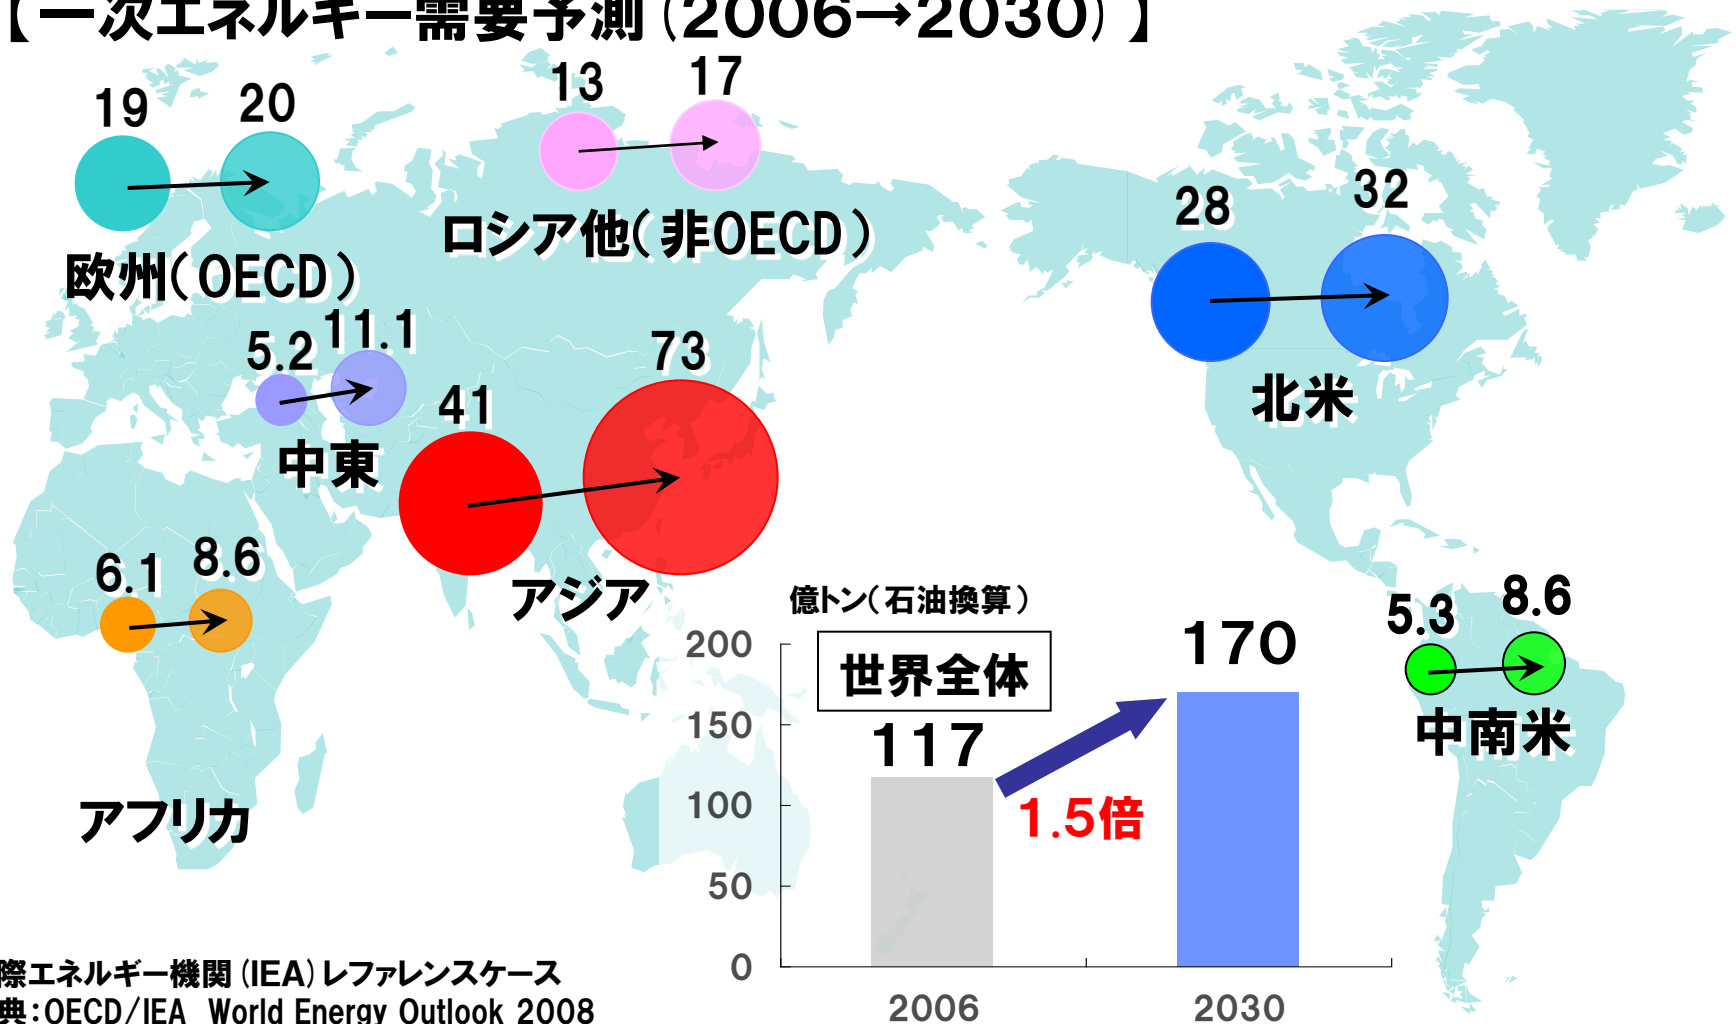 【一次エネルギー需要予測(2006→2030)】
19
20
欧州(OECD)
13
17
ロシア他(非OECD)
28
32
北米
5.2
11.1
中東
41
73
アジア
6.1
8.6
アフリカ
5.3
8.6
中南米
億トン(石油換算)
世界全体
200
150
100
50
0
117
170
1.5倍
2006
2030
際エネルギー機関(IEA)レファレンスケース
典:OECD/IEA World Energy Outlook 2008